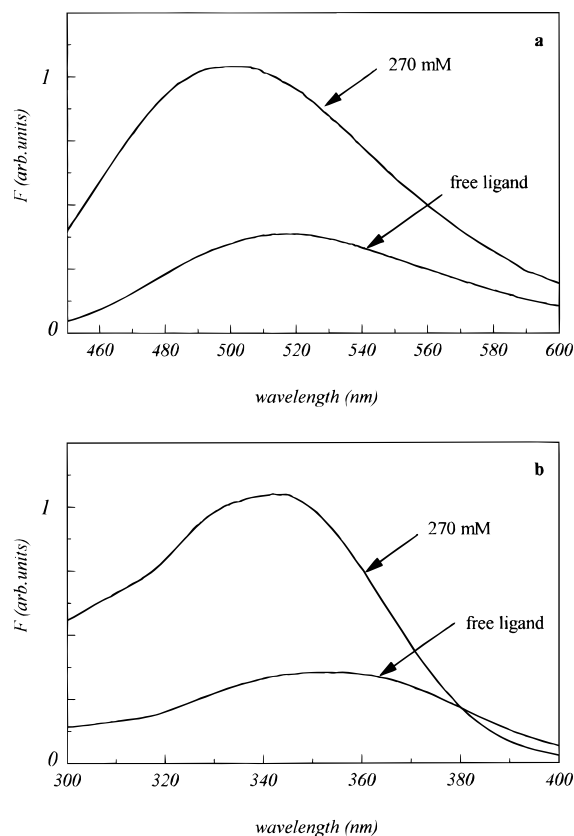 a
270 mM
1
F (arb.units)
free ligand
0
460 480 500 520 540 560 580 600
wavelength (nm)
b
1
270 mM
F (arb.units)
free ligand
0
300 320 340 360 380 400
wavelength (nm)